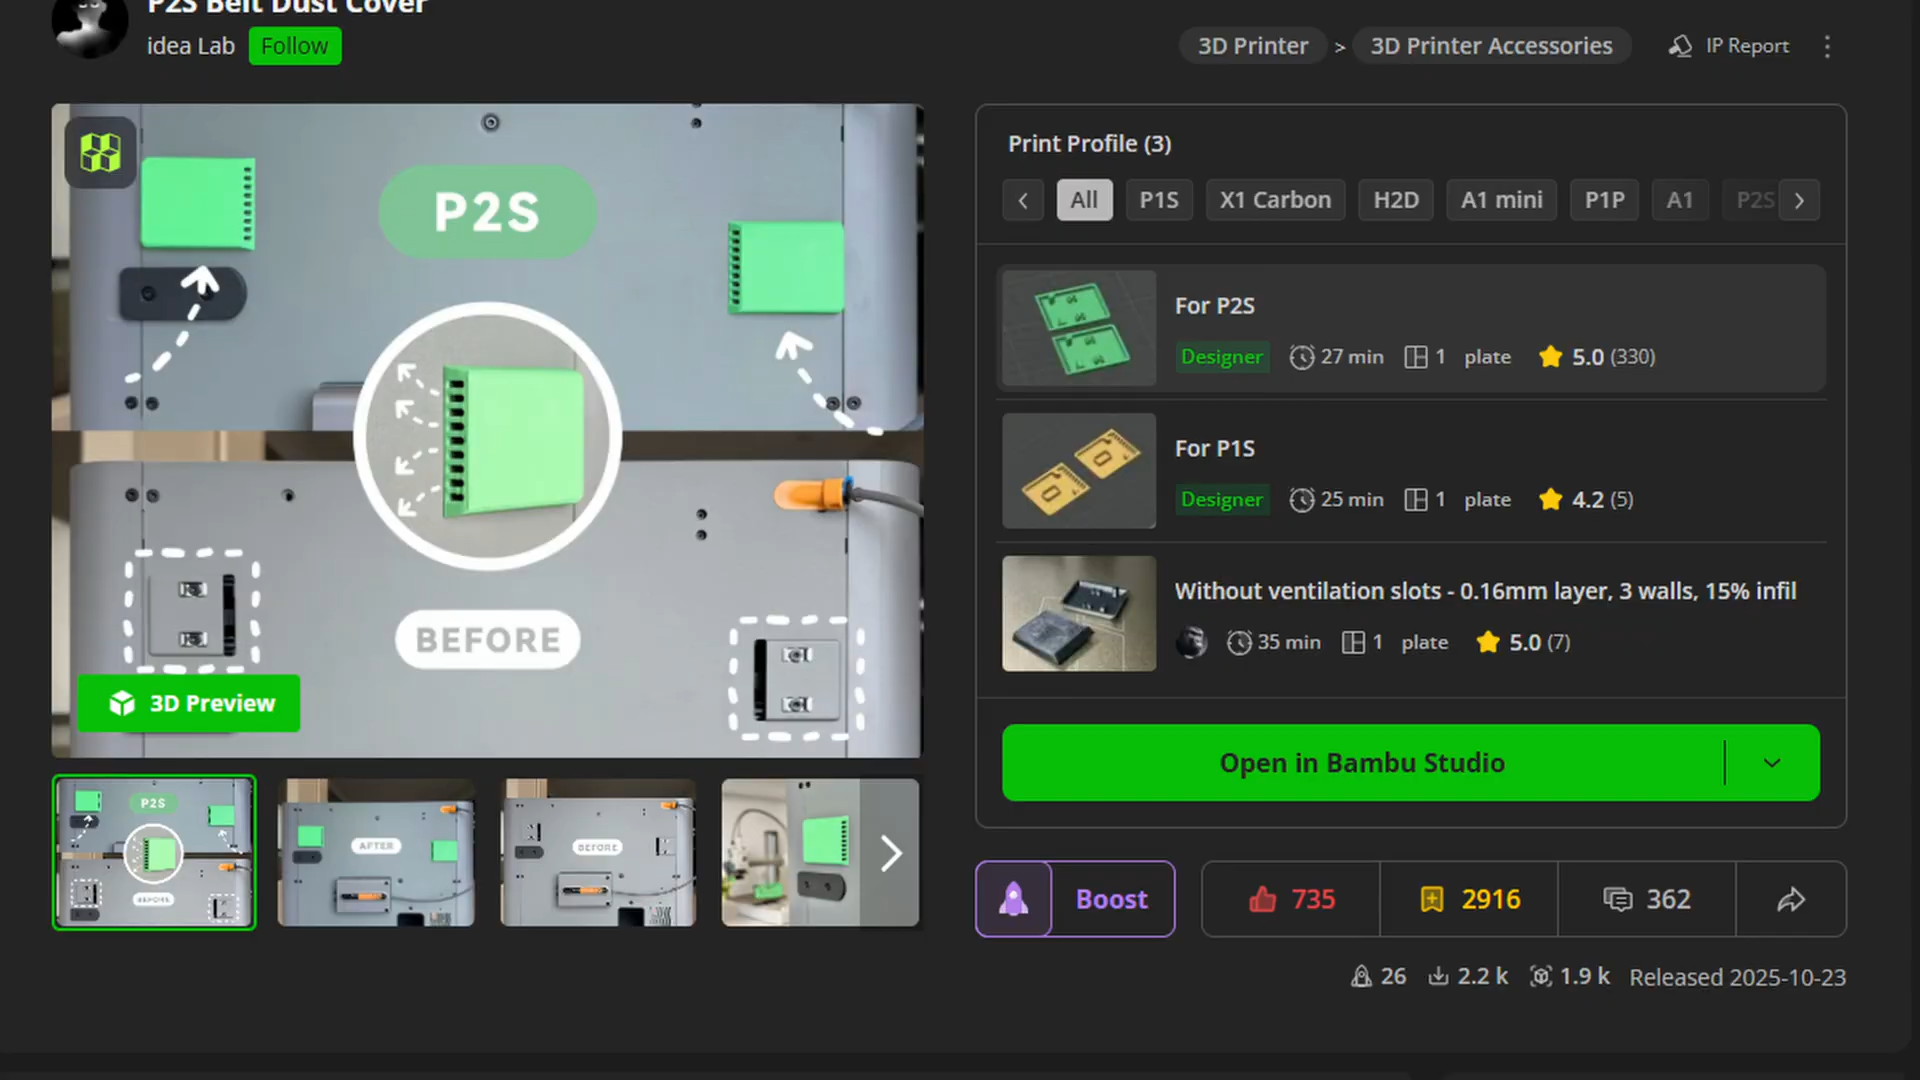 P2S Belt Dust Cover
idea Lab
Follow
3D Printer > 3D Printer Accessories
IP Report
P2S
BEFORE
3D Preview
P2S
BEFORE
AFTER
BEFORE
Print Profile (3)
All
P1S
X1 Carbon
H2D
A1 mini
P1P
A1
P2S
For P2S
Designer 27 min 1 plate 5.0 (330)
For P1S
Designer 25 min 1 plate 4.2 (5)
Without ventilation slots - 0.16mm layer, 3 walls, 15% infil
35 min 1 plate 5.0 (7)
Open in Bambu Studio
Boost
735
2916
362
26 2.2 k 1.9 k Released 2025-10-23